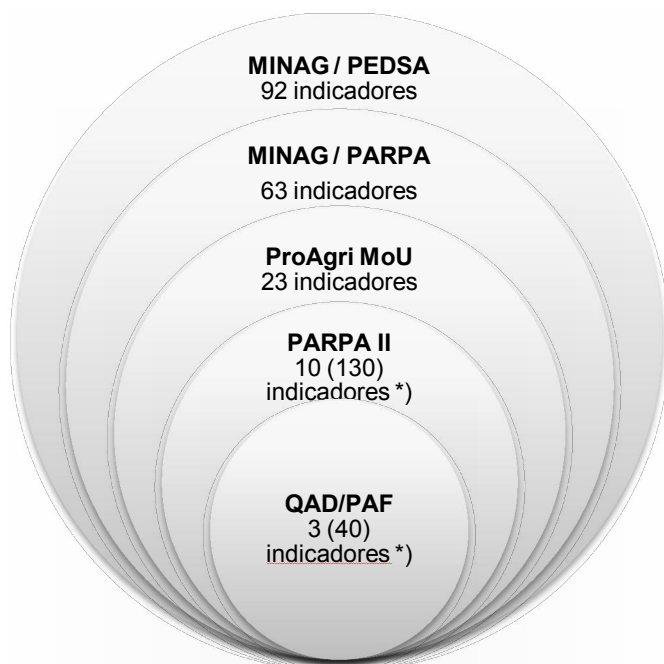 MINAG / PEDSA
92 indicadores
MINAG / PARPA
63 indicadores
ProAgri MoU
23 indicadores
PARPA II
10 (130)
indicadores *)
QAD/PAF
3 (40)
indicadores *)